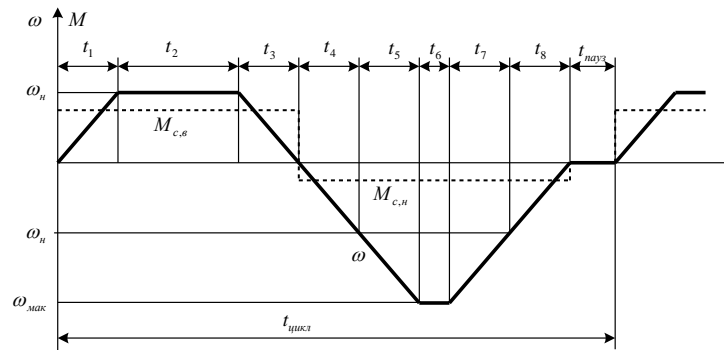 ω M
t₁ t₂ t₃ t₄ t₅ t₆ t₇ t₈ tпауз
ωн
Mс,в
Mс,н
ωн
ω
ωмак
tцикл